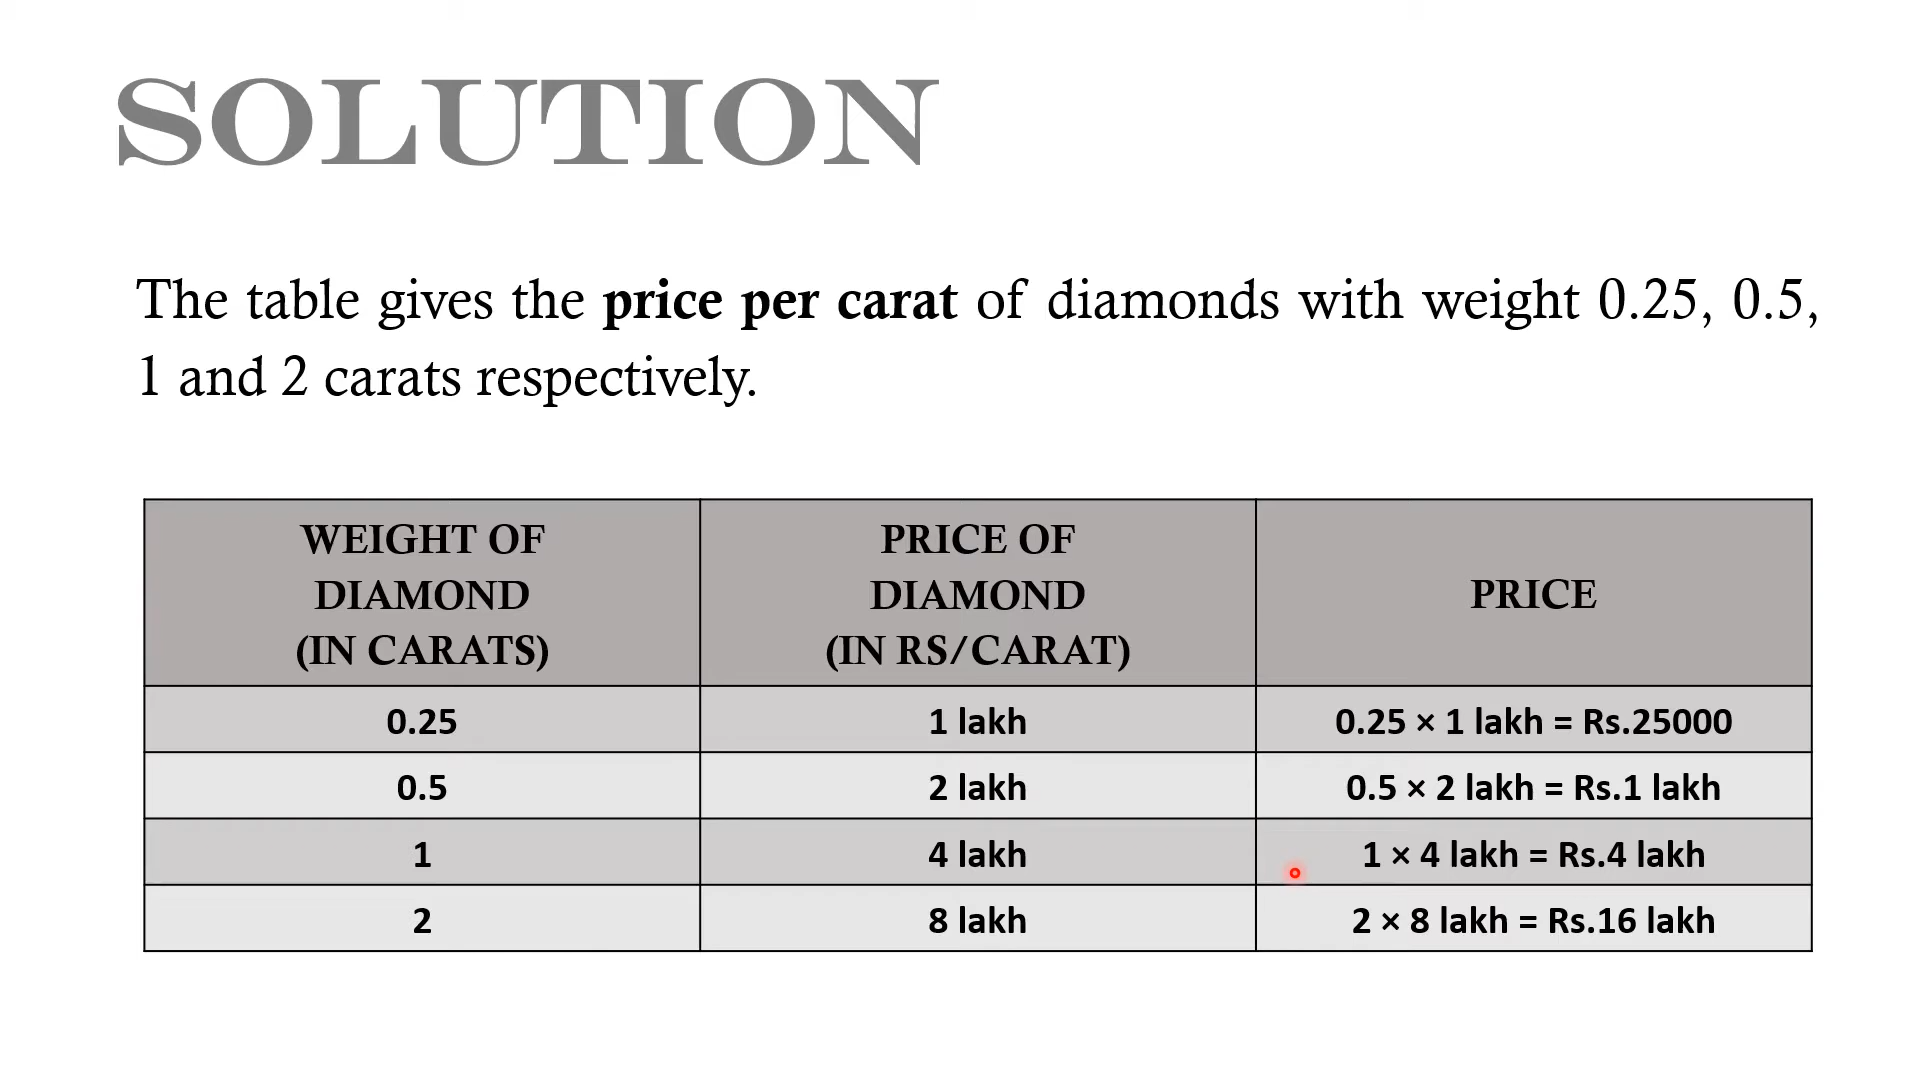 SOLUTION
The table gives the price per carat of diamonds with weight 0.25, 0.5,
1 and 2 carats respectively.
WEIGHT OF
DIAMOND
(IN CARATS)
PRICE OF
DIAMOND
(IN RS/CARAT)
PRICE
0.25
1 lakh
0.25 × 1 lakh = Rs.25000
0.5
2 lakh
0.5 × 2 lakh = Rs.1 lakh
1
4 lakh
1 × 4 lakh = Rs.4 lakh
2
8 lakh
2 × 8 lakh = Rs.16 lakh